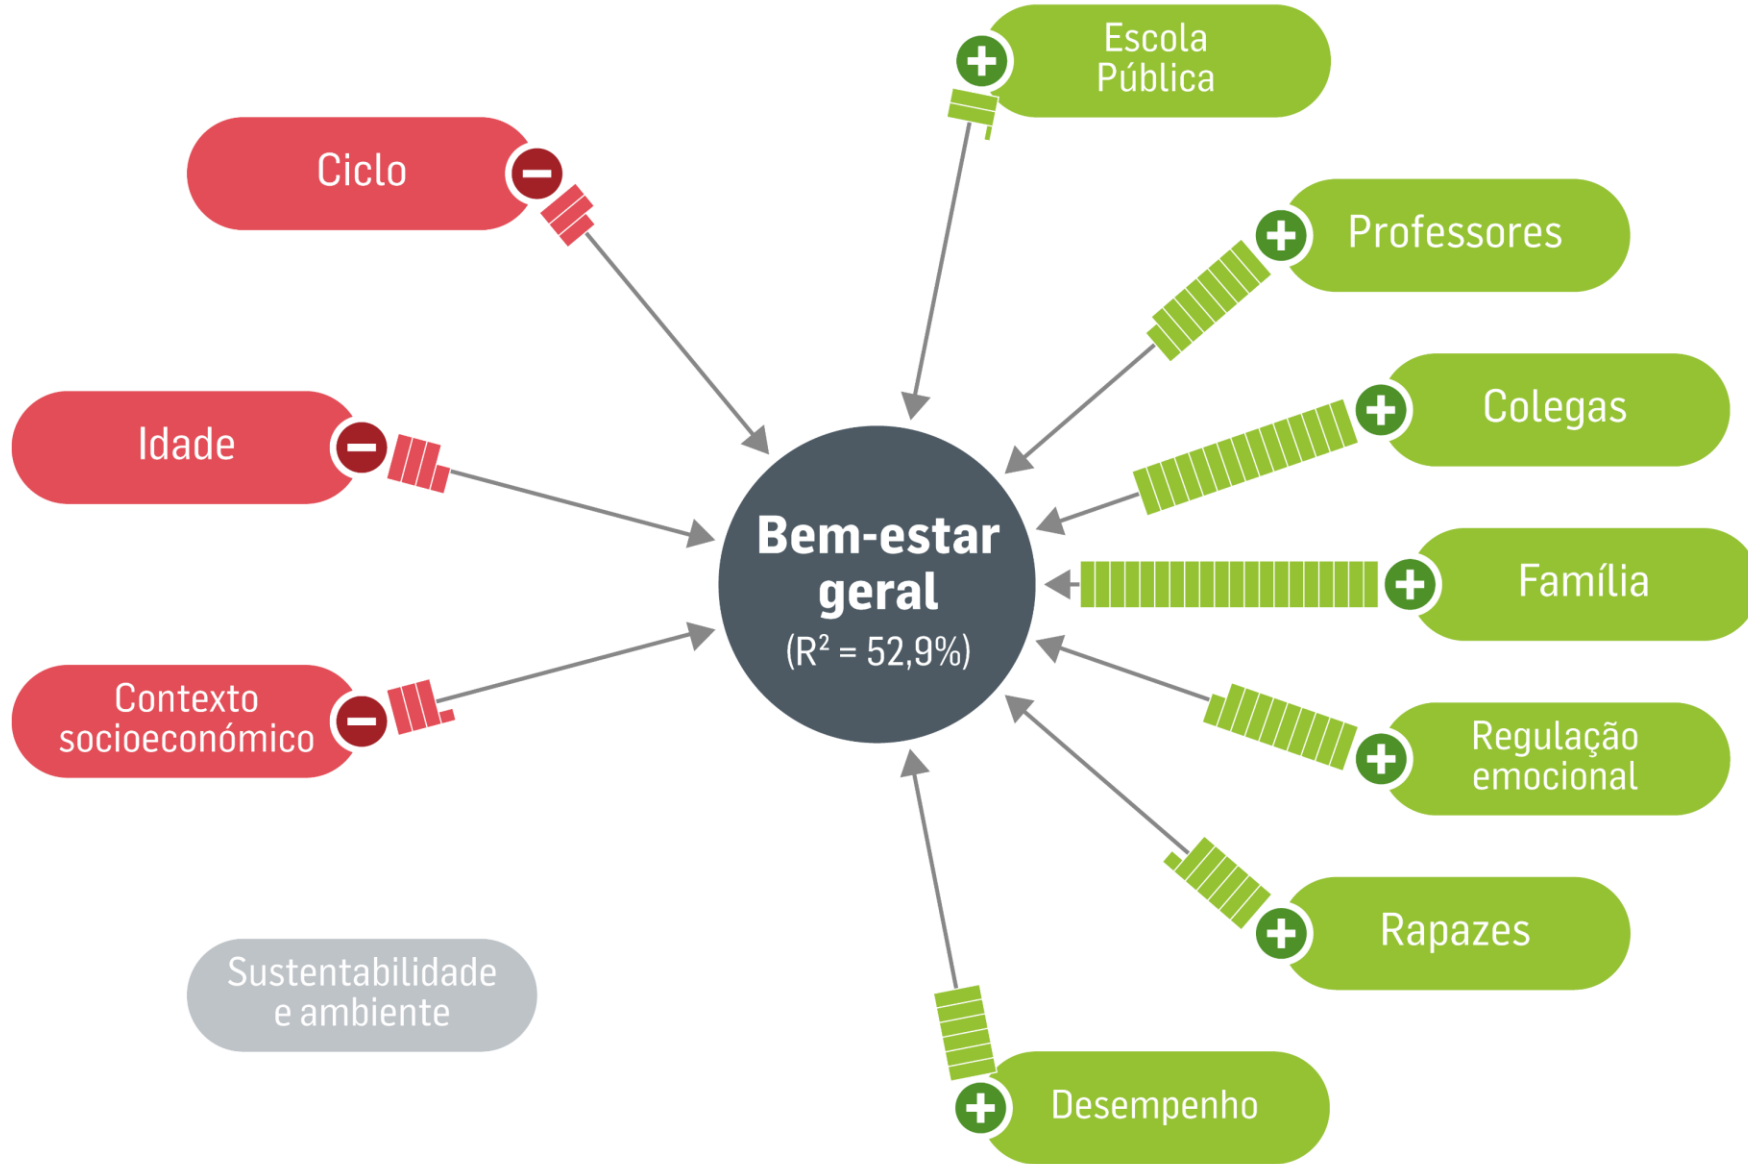 Escola
Pública
Ciclo
Professores
Colegas
Idade
Bem-estar
geral
(R² = 52,9%)
Família
Contexto
socioeconómico
Regulação
emocional
Rapazes
Sustentabilidade
e ambiente
Desempenho